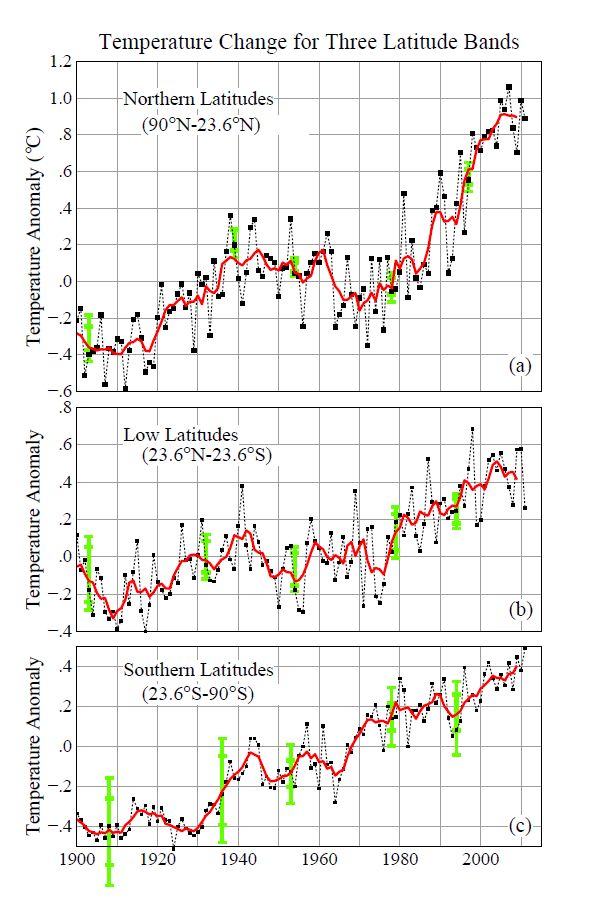 Temperature Change for Three Latitude Bands
1.2
1.0
.8
.6
.4
.2
.0
−.2
−.4
−.6
Temperature Anomaly (°C)
Northern Latitudes
(90°N-23.6°N)
(a)
.8
.6
.4
.2
.0
−.2
−.4
Temperature Anomaly
Low Latitudes
(23.6°N-23.6°S)
(b)
.4
.2
.0
−.2
−.4
Temperature Anomaly
Southern Latitudes
(23.6°S-90°S)
(c)
1900 1920 1940 1960 1980 2000